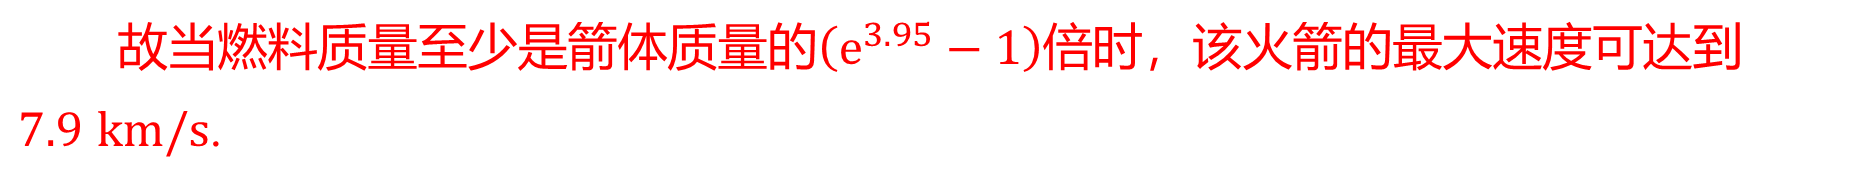 故当燃料质量至少是箭体质量的(e^{3.95} − 1)倍时，该火箭的最大速度可达到
7.9 km/s.